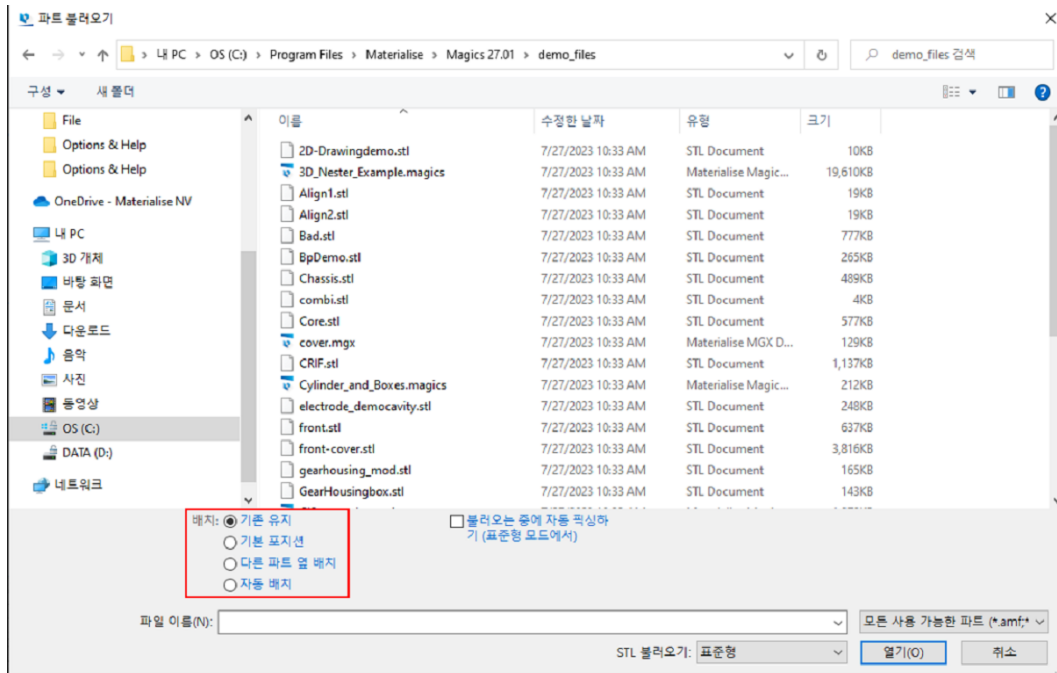 파트 불러오기
내 PC > OS (C:) > Program Files > Materialise > Magics 27.01 > demo_files
demo_files 검색
구성
새 폴더
File
Options & Help
Options & Help
OneDrive - Materialise NV
내 PC
3D 개체
바탕 화면
문서
다운로드
음악
사진
동영상
OS (C:)
DATA (D:)
네트워크
이름 수정한 날짜 유형 크기
2D-Drawingdemo.stl 7/27/2023 10:33 AM STL Document 10KB
3D_Nester_Example.magics 7/27/2023 10:33 AM Materialise Magic... 19,610KB
Align1.stl 7/27/2023 10:33 AM STL Document 19KB
Align2.stl 7/27/2023 10:33 AM STL Document 19KB
Bad.stl 7/27/2023 10:33 AM STL Document 777KB
BpDemo.stl 7/27/2023 10:33 AM STL Document 265KB
Chassis.stl 7/27/2023 10:33 AM STL Document 489KB
combi.stl 7/27/2023 10:33 AM STL Document 4KB
Core.stl 7/27/2023 10:33 AM STL Document 577KB
cover.mgx 7/27/2023 10:33 AM Materialise MGX D... 129KB
CRIF.stl 7/27/2023 10:33 AM STL Document 1,137KB
Cylinder_and_Boxes.magics 7/27/2023 10:33 AM Materialise Magic... 212KB
electrode_democavity.stl 7/27/2023 10:33 AM STL Document 248KB
front.stl 7/27/2023 10:33 AM STL Document 637KB
front-cover.stl 7/27/2023 10:33 AM STL Document 3,816KB
gearhousing_mod.stl 7/27/2023 10:33 AM STL Document 165KB
GearHousingbox.stl 7/27/2023 10:33 AM STL Document 143KB
배치: 기존 유지
기본 포지션
다른 파트 옆 배치
자동 배치
불러오는 중에 자동 픽싱하
기 (표준형 모드에서)
파일 이름(N):
모든 사용 가능한 파트 (*.amf;*
STL 불러오기: 표준형
열기(O)
취소